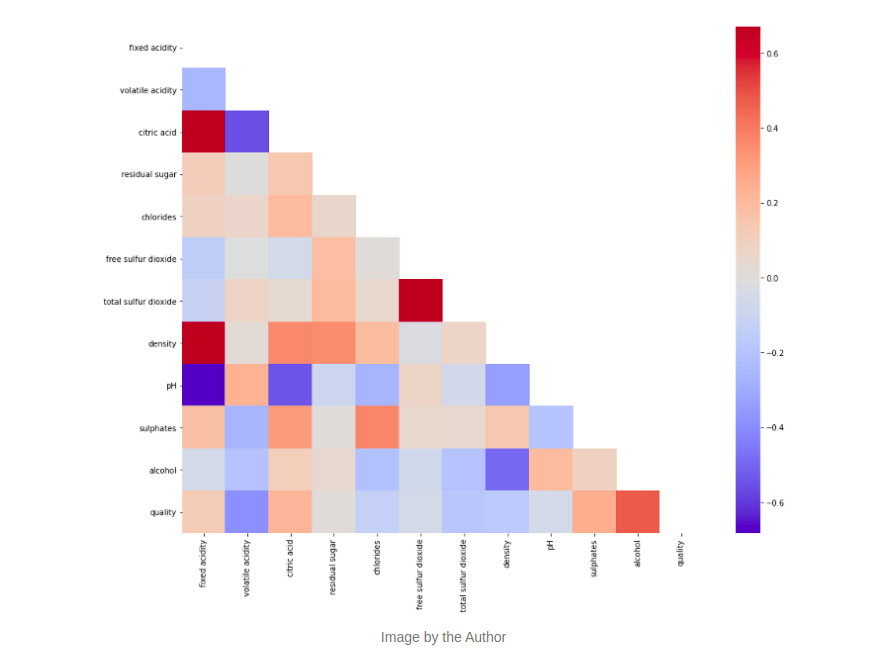 fixed acidity
volatile acidity
citric acid
residual sugar
chlorides
free sulfur dioxide
total sulfur dioxide
density
pH
sulphates
alcohol
quality
fixed acidity
volatile acidity
citric acid
residual sugar
chlorides
free sulfur dioxide
total sulfur dioxide
density
pH
sulphates
alcohol
quality
0.6
0.4
0.2
0.0
−0.2
−0.4
−0.6
Image by the Author